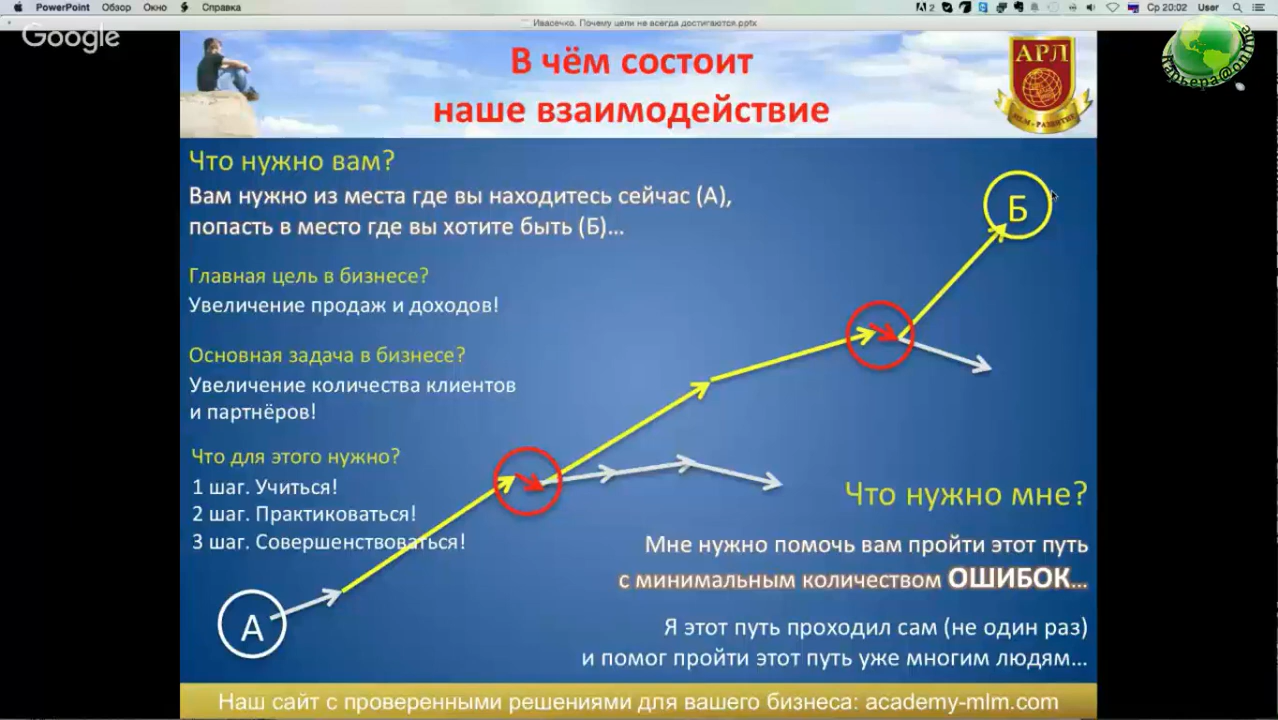 PowerPoint Обзор Окно Справка
2
Ср 20:02 User
Ивасечко. Почему цели не всегда достигаются.pptx
Google
карьера@online
В чём состоит
наше взаимодействие
АРЛ
MLM-РАЗВИТИЕ
Что нужно вам?
Вам нужно из места где вы находитесь сейчас (А),
попасть в место где вы хотите быть (Б)...
Б
Главная цель в бизнесе?
Увеличение продаж и доходов!
Основная задача в бизнесе?
Увеличение количества клиентов
и партнёров!
Что для этого нужно?
1 шаг. Учиться!
2 шаг. Практиковаться!
3 шаг. Совершенствоваться!
А
Что нужно мне?
Мне нужно помочь вам пройти этот путь
с минимальным количеством ОШИБОК...
Я этот путь проходил сам (не один раз)
и помог пройти этот путь уже многим людям...
Наш сайт с проверенными решениями для вашего бизнеса: academy-mlm.com